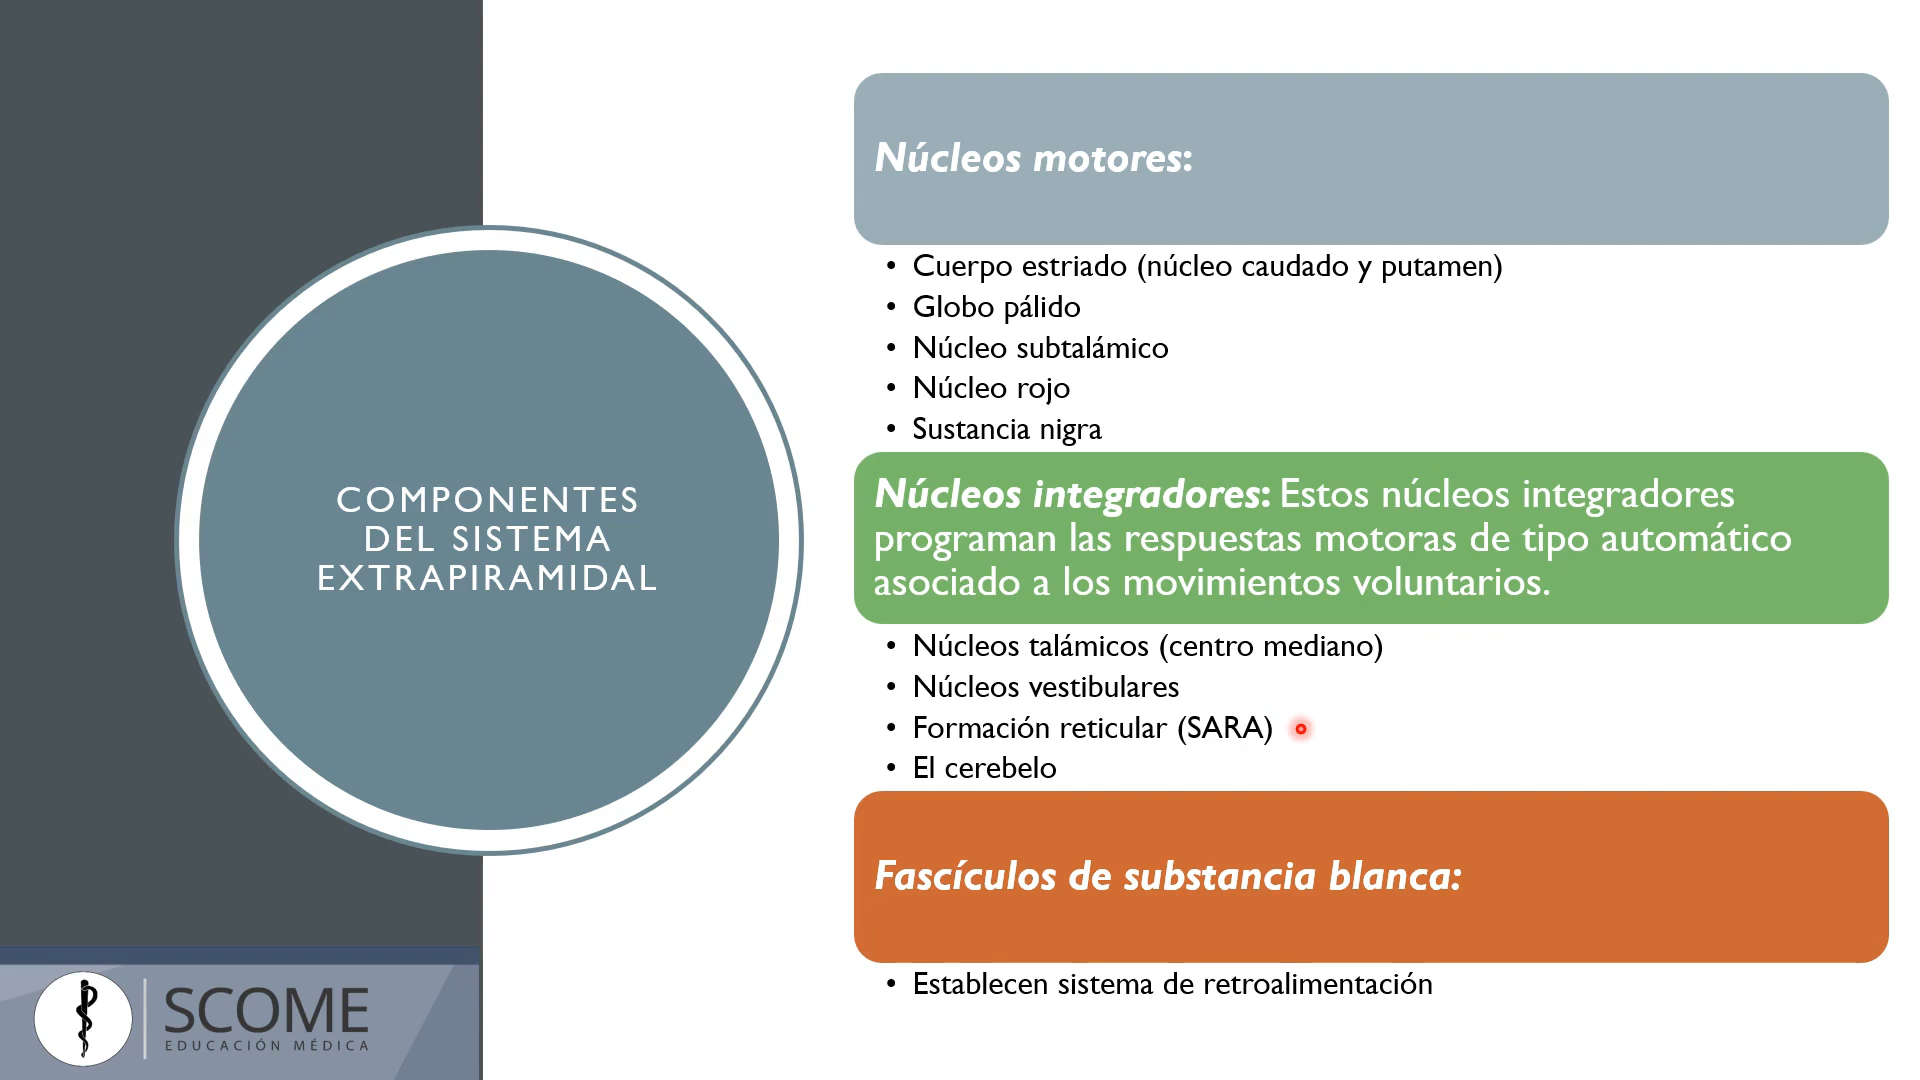 COMPONENTES
DEL SISTEMA
EXTRAPIRAMIDAL
Núcleos motores:
• Cuerpo estriado (núcleo caudado y putamen)
• Globo pálido
• Núcleo subtalámico
• Núcleo rojo
• Sustancia nigra
Núcleos integradores: Estos núcleos integradores
programan las respuestas motoras de tipo automático
asociado a los movimientos voluntarios.
• Núcleos talámicos (centro mediano)
• Núcleos vestibulares
• Formación reticular (SARA)
• El cerebelo
Fascículos de substancia blanca:
• Establecen sistema de retroalimentación
SCOME
EDUCACIÓN MÉDICA